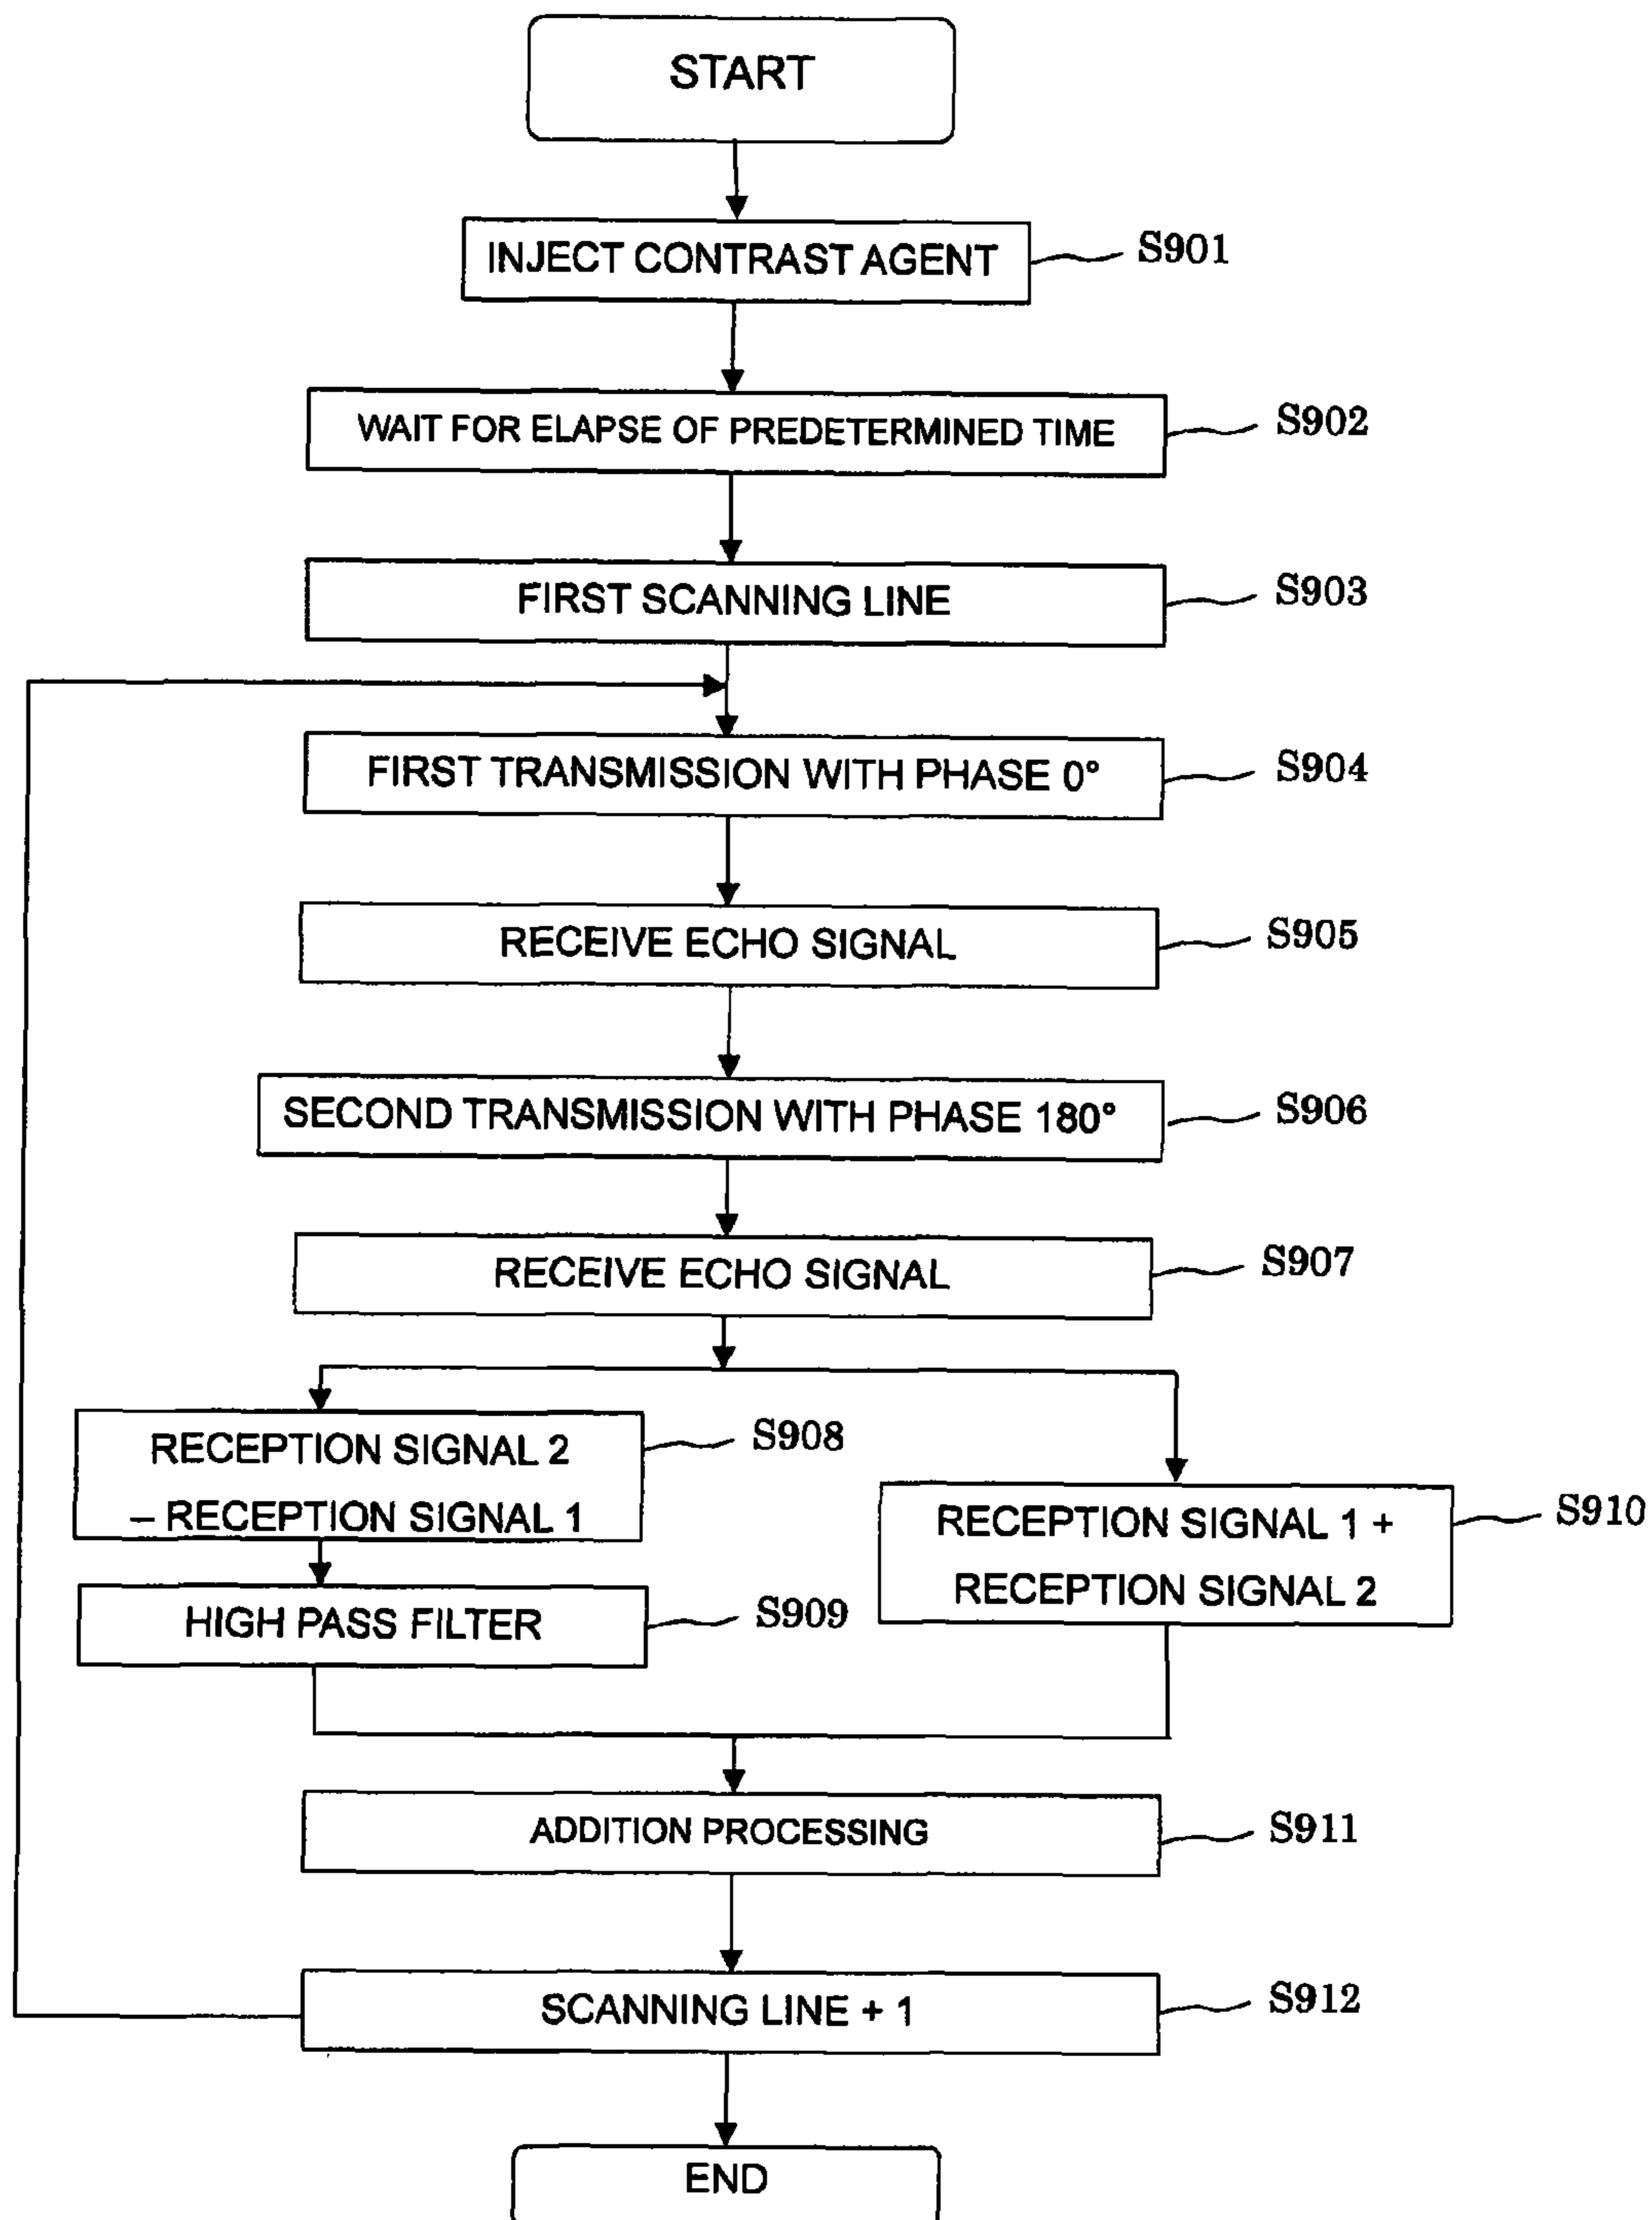 START
INJECT CONTRAST AGENT
S901
WAIT FOR ELAPSE OF PREDETERMINED TIME
S902
FIRST SCANNING LINE
S903
FIRST TRANSMISSION WITH PHASE 0°
S904
RECEIVE ECHO SIGNAL
S905
SECOND TRANSMISSION WITH PHASE 180°
S906
RECEIVE ECHO SIGNAL
S907
RECEPTION SIGNAL 2
– RECEPTION SIGNAL 1
S908
HIGH PASS FILTER
S909
RECEPTION SIGNAL 1 +
RECEPTION SIGNAL 2
S910
ADDITION PROCESSING
S911
SCANNING LINE + 1
S912
END